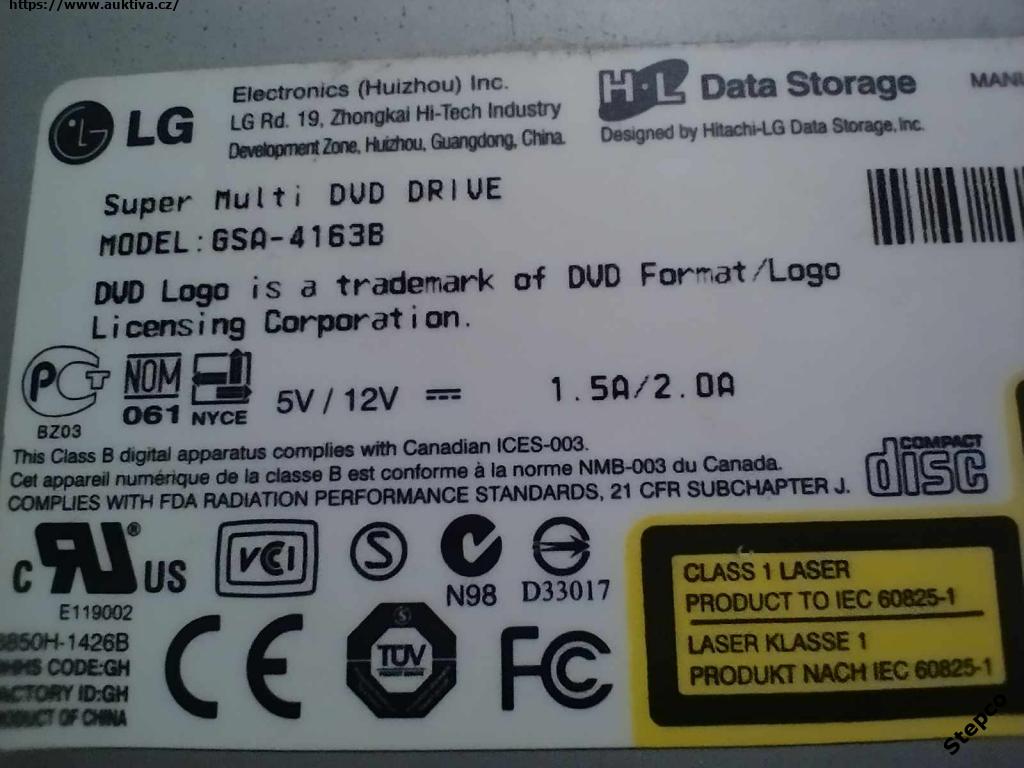 https://www.auktiva.cz/
LG
Electronics (Huizhou) Inc.
LG Rd. 19, Zhongkai Hi-Tech Industry
Development Zone, Huizhou, Guangdong, China.
H·L Data Storage
Designed by Hitachi-LG Data Storage, Inc.
Super Multi DVD DRIVE
MODEL:GSA-4163B
DVD Logo is a trademark of DVD Format/Logo
Licensing Corporation.
PCT
BZ03
NOM
061 NYCE
5V / 12V
1.5A/2.0A
This Class B digital apparatus complies with Canadian ICES-003.
Cet appareil numérique de la classe B est conforme à la norme NMB-003 du Canada.
COMPLIES WITH FDA RADIATION PERFORMANCE STANDARDS, 21 CFR SUBCHAPTER J.
COMPACT
disc
C RU ® US
E119002
VCI
S
N98
D33017
CODE:GH
ID:GH
OF CHINA
CE
S
TÜV
FC
CLASS 1 LASER
PRODUCT TO IEC 60825-1
LASER KLASSE 1
PRODUKT NACH IEC 60825-1
Stepco